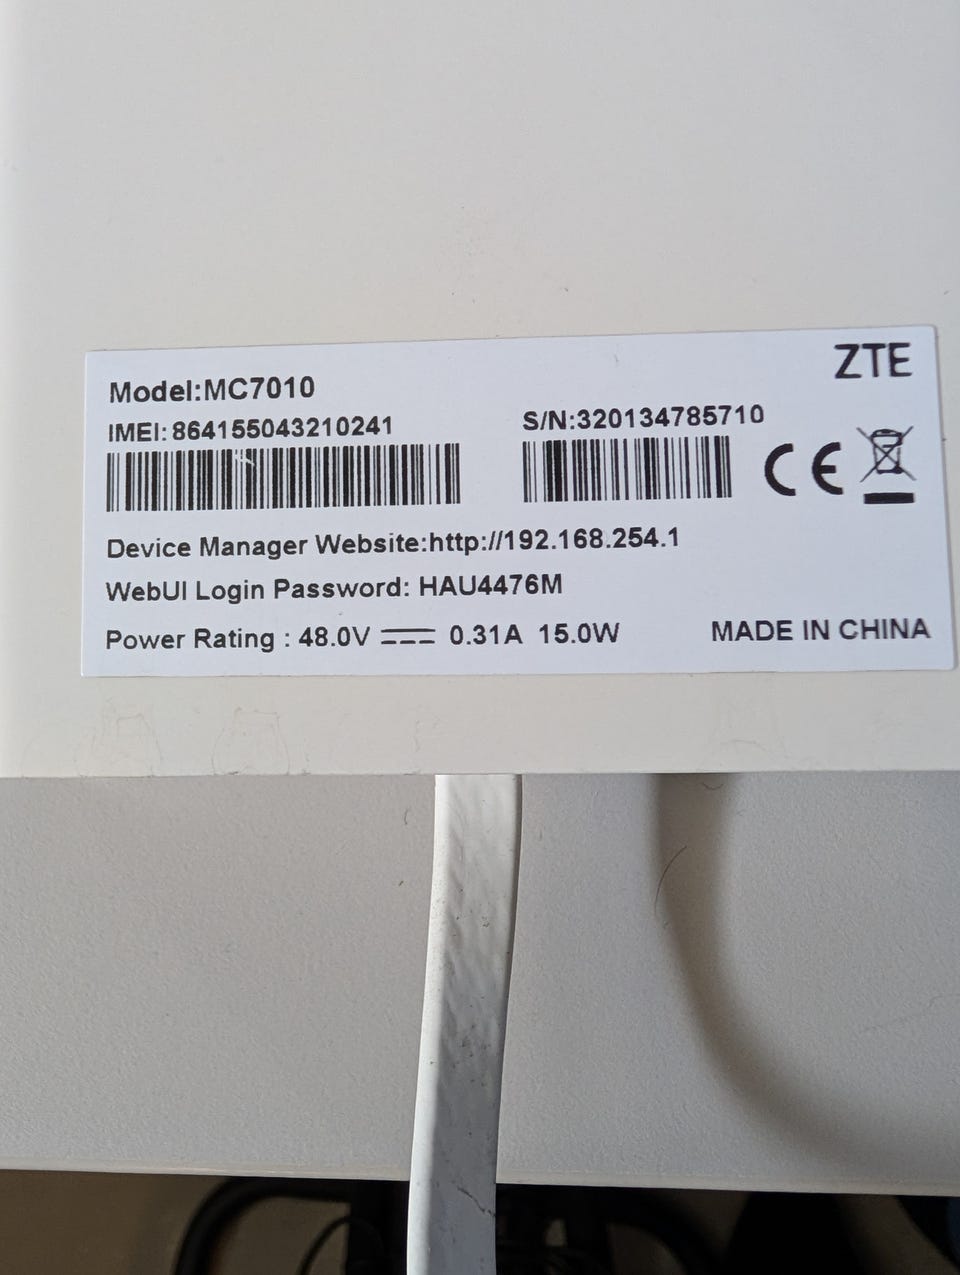 ZTE
Model:MC7010
IMEI: 864155043210241
S/N:320134785710
CE
Device Manager Website:http://192.168.254.1
WebUI Login Password: HAU4476M
Power Rating : 48.0V ⎓ 0.31A 15.0W
MADE IN CHINA